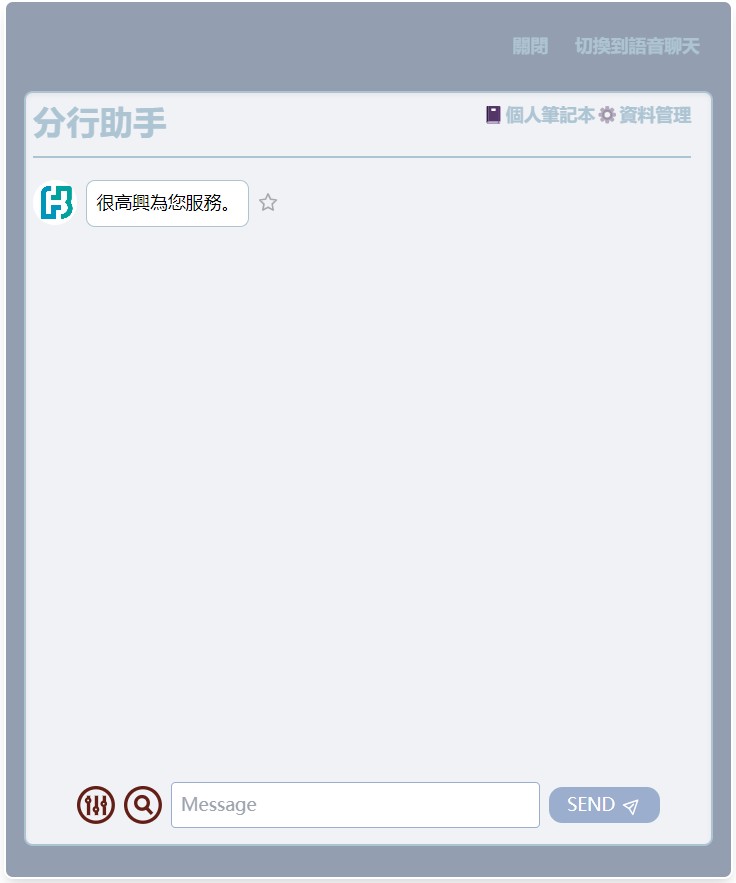 關閉 切換到語音聊天
分行助手 個人筆記本 資料管理
很高興為您服務。
Message SEND